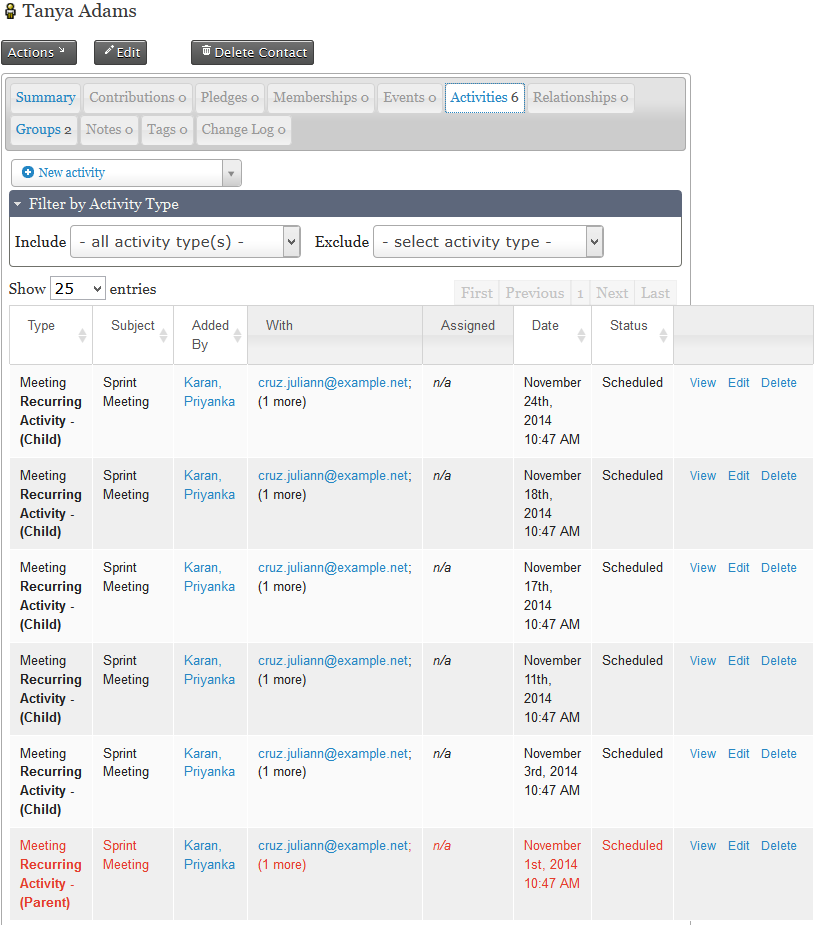 Tanya Adams
Actions Edit Delete Contact
Summary Contributions 0 Pledges 0 Memberships 0 Events 0 Activities 6 Relationships 0
Groups 2 Notes 0 Tags 0 Change Log 0
New activity
Filter by Activity Type
Include - all activity type(s) - Exclude - select activity type -
Show 25 entries First Previous 1 Next Last
Type Subject Added By With Assigned Date Status
Meeting Sprint Karan, cruz.juliann@example.net; n/a November Scheduled View Edit Delete
Recurring Meeting Priyanka (1 more) 24th,
Activity - 2014
(Child) 10:47 AM
Meeting Sprint Karan, cruz.juliann@example.net; n/a November Scheduled View Edit Delete
Recurring Meeting Priyanka (1 more) 18th,
Activity - 2014
(Child) 10:47 AM
Meeting Sprint Karan, cruz.juliann@example.net; n/a November Scheduled View Edit Delete
Recurring Meeting Priyanka (1 more) 17th,
Activity - 2014
(Child) 10:47 AM
Meeting Sprint Karan, cruz.juliann@example.net; n/a November Scheduled View Edit Delete
Recurring Meeting Priyanka (1 more) 11th,
Activity - 2014
(Child) 10:47 AM
Meeting Sprint Karan, cruz.juliann@example.net; n/a November Scheduled View Edit Delete
Recurring Meeting Priyanka (1 more) 3rd, 2014
Activity - 10:47 AM
(Child)
Meeting Sprint Karan, cruz.juliann@example.net; n/a November Scheduled View Edit Delete
Recurring Meeting Priyanka (1 more) 1st, 2014
Activity - 10:47 AM
(Parent)